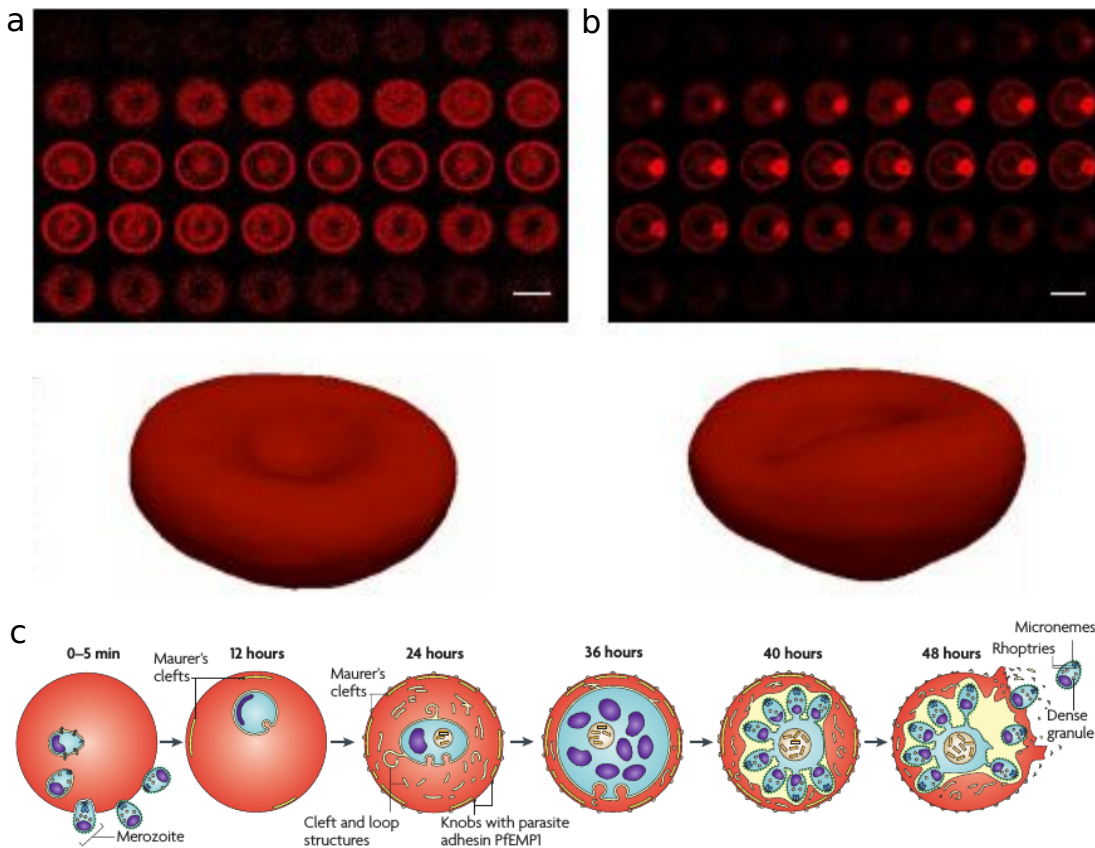 a
b
c
0–5 min
12 hours
24 hours
36 hours
40 hours
48 hours
Micronemes
Rhoptries
Dense
granule
Maurer's
clefts
Maurer's
clefts
Merozoite
Cleft and loop
structures
Knobs with parasite
adhesin PfEMP1